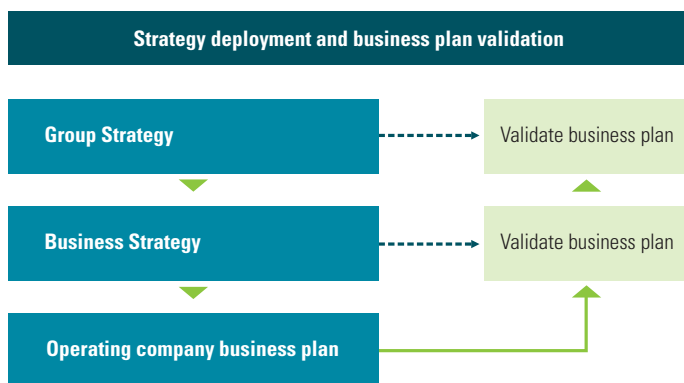 Strategy deployment and business plan validation
Group Strategy
Validate business plan
Business Strategy
Validate business plan
Operating company business plan